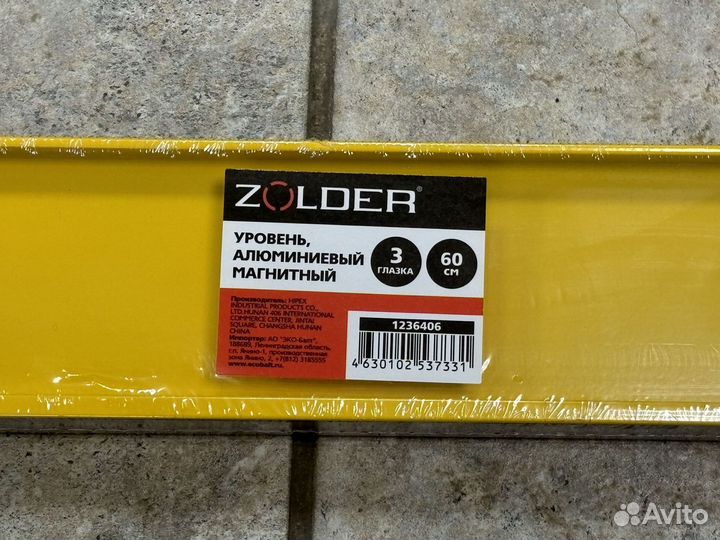 ZOLDER®
УРОВЕНЬ,
АЛЮМИНИЕВЫЙ
МАГНИТНЫЙ
3
ГЛАЗКА
60
СМ
Производитель: HIPEX
INDUSTRIAL PRODUCTS CO.,
LTD.HUNAN 406 INTERNATIONAL
COMMERCE CENTER, JINTAI
SQUARE, CHANGSHA HUNAN
CHINA
Импортер: АО "ЭКО-Балт",
188689, Ленинградская область,
г.п. Янино-1, производственная
зона Янино, 2, +7(812) 3185555
www.ecobalt.ru
1236406
4 630102 537331
Avito